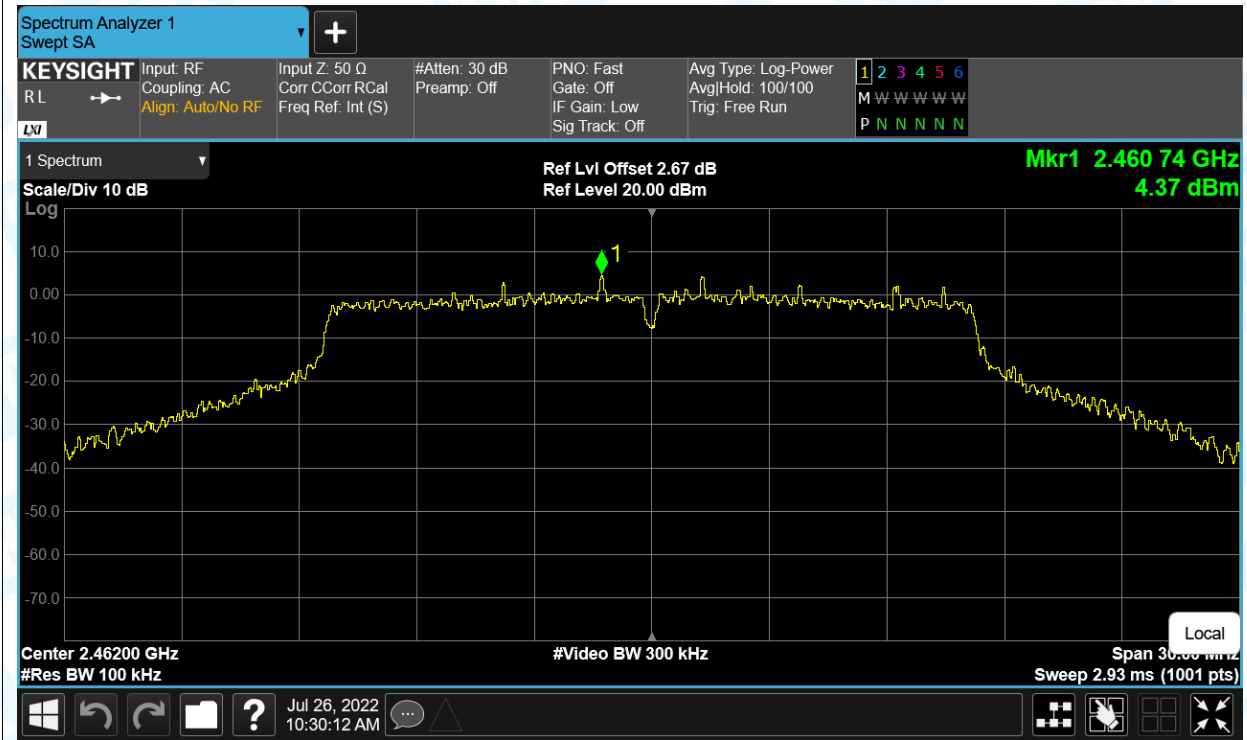 Spectrum Analyzer 1
Swept SA
KEYSIGHT
R L
LXI
Input: RF
Coupling: AC
Align: Auto/No RF
Input Z: 50 Ω
Corr CCorr RCal
Freq Ref: Int (S)
#Atten: 30 dB
Preamp: Off
PNO: Fast
Gate: Off
IF Gain: Low
Sig Track: Off
Avg Type: Log-Power
Avg|Hold: 100/100
Trig: Free Run
1 2 3 4 5 6
M W W W W W
P N N N N N
1 Spectrum
Scale/Div 10 dB
Log
Ref Lvl Offset 2.67 dB
Ref Level 20.00 dBm
Mkr1 2.460 74 GHz
4.37 dBm
1
10.0
0.00
-10.0
-20.0
-30.0
-40.0
-50.0
-60.0
-70.0
Local
Center 2.46200 GHz
#Video BW 300 kHz
Span 30.00 MHz
#Res BW 100 kHz
Sweep 2.93 ms (1001 pts)
?
Jul 26, 2022
10:30:12 AM